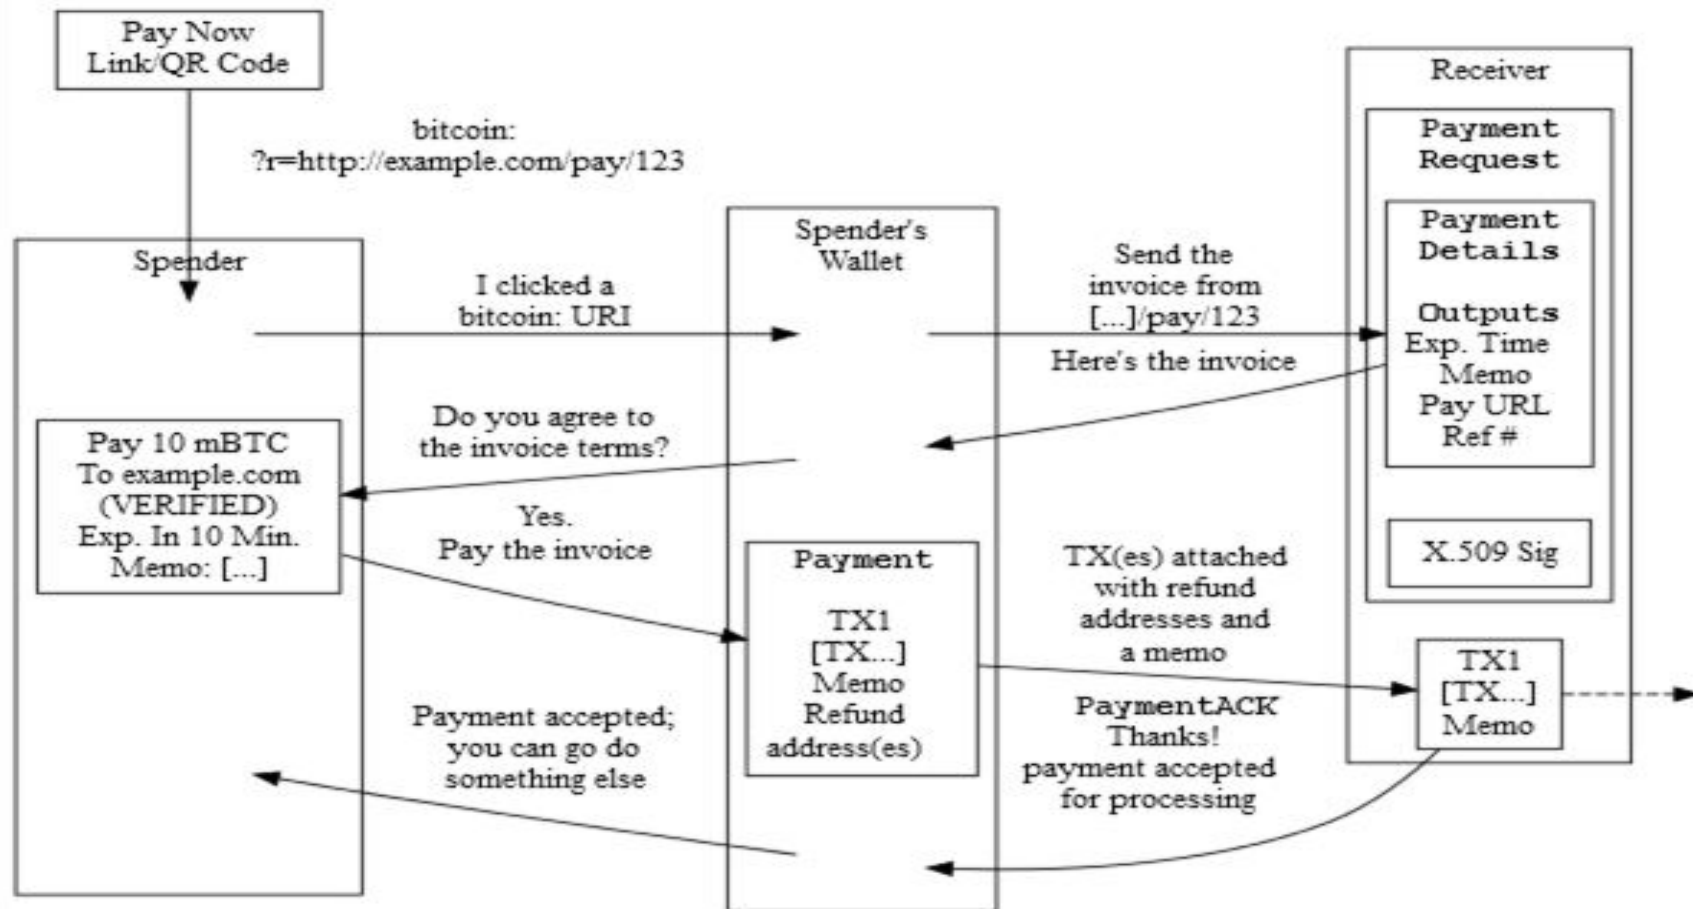 Pay Now
Link/QR Code
bitcoin:
?r=http://example.com/pay/123
Spender
I clicked a
bitcoin: URI
Spender's
Wallet
Send the
invoice from
[...]/pay/123
Here's the invoice
Receiver
Payment
Request
Payment
Details
Outputs
Exp. Time
Memo
Pay URL
Ref #
X.509 Sig
Do you agree to
the invoice terms?
Pay 10 mBTC
To example.com
(VERIFIED)
Exp. In 10 Min.
Memo: [...]
Yes.
Pay the invoice
Payment
TX1
[TX...]
Memo
Refund
address(es)
TX(es) attached
with refund
addresses and
a memo
TX1
[TX...]
Memo
PaymentACK
Thanks!
payment accepted
for processing
Payment accepted;
you can go do
something else